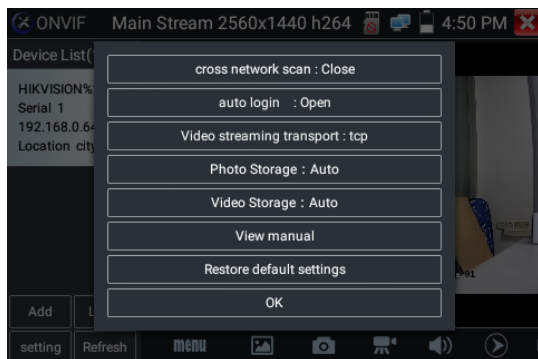 ONVIF Main Stream 2560x1440 h264 4:50 PM
Device List(
HIKVISION%
Serial 1
192.168.0.64
Location city
cross network scan : Close
auto login : Open
Video streaming transport : tcp
Photo Storage : Auto
Video Storage : Auto
View manual
Restore default settings
OK
Add L
setting Refresh menu